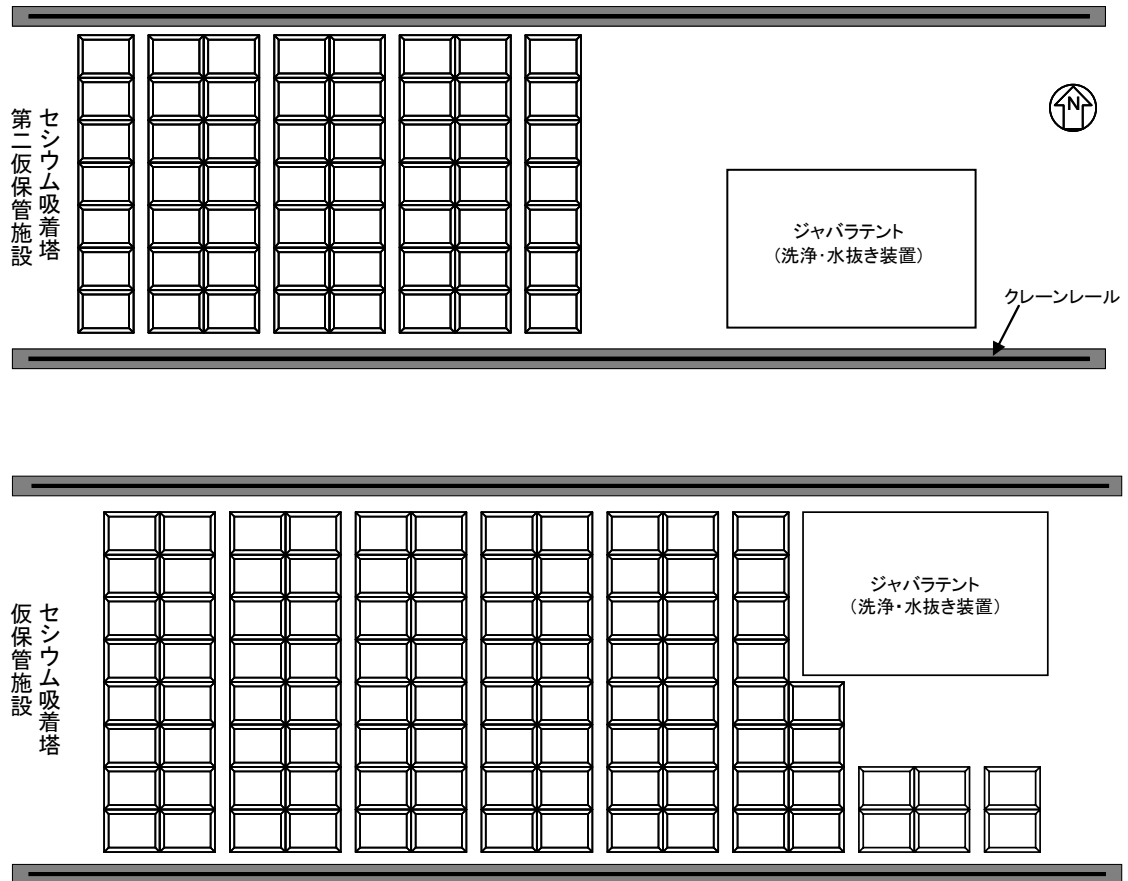 セシウム吸着塔
第二仮保管施設
N
ジャバラテント
(洗浄・水抜き装置)
クレーンレール
セシウム吸着塔
仮保管施設
ジャバラテント
(洗浄・水抜き装置)